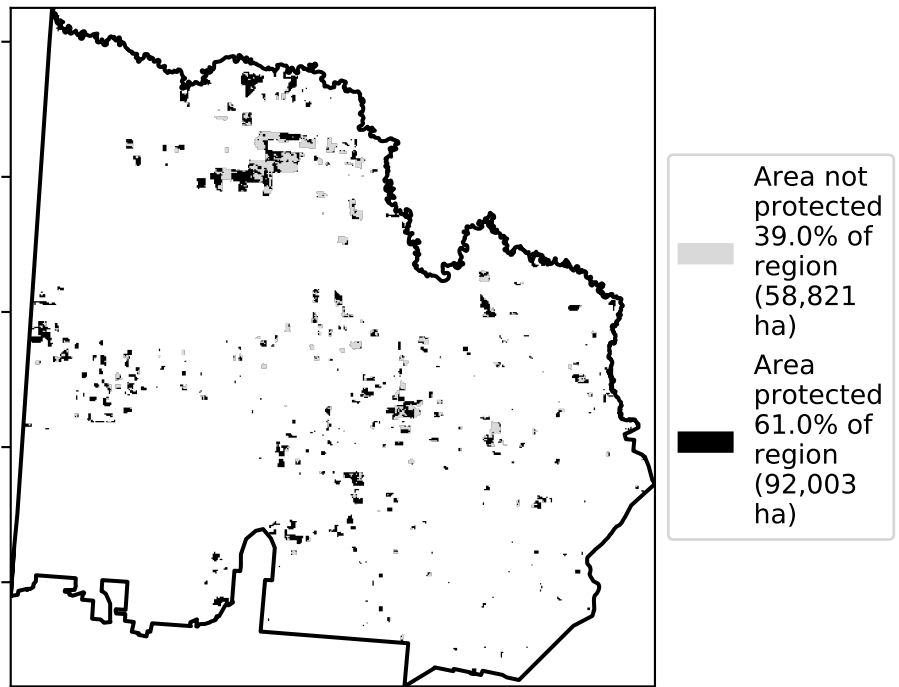 Area not
protected
39.0% of
region
(58,821
ha)
Area
protected
61.0% of
region
(92,003
ha)